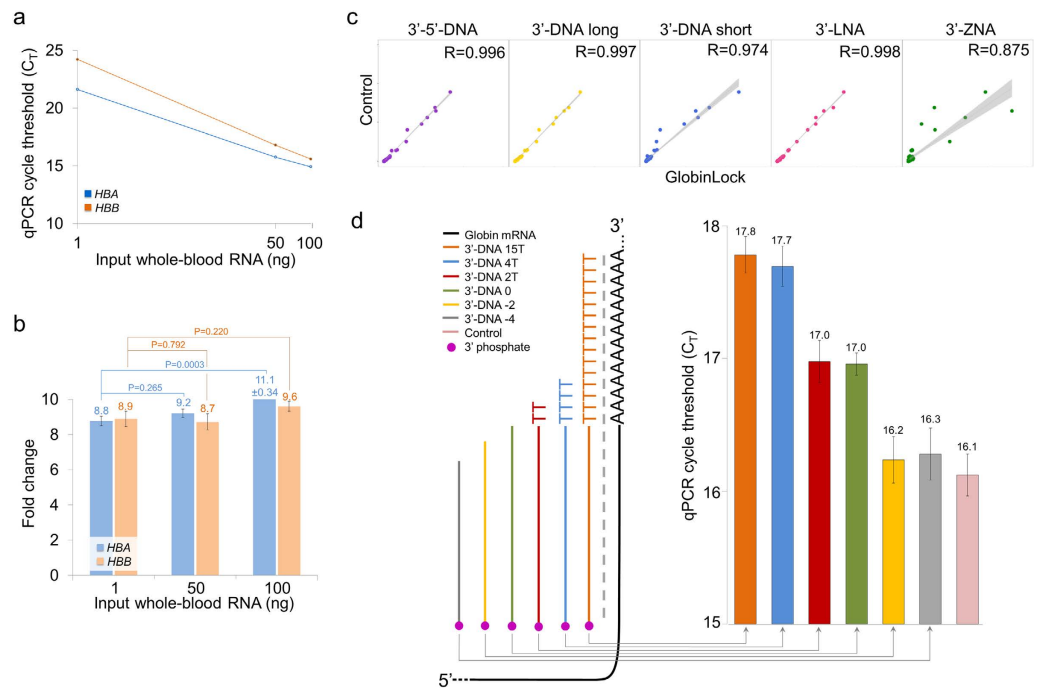 a
qPCR cycle threshold (CT)
25
20
15
10
HBA
HBB
1
50
100
Input whole-blood RNA (ng)
b
P=0.220
P=0.792
P=0.0003
P=0.265
Fold change
10
8
6
4
2
0
8.8
8.9
9.2
8.7
11.1
±0.34
9.6
HBA
HBB
1
50
100
Input whole-blood RNA (ng)
c
3’-5’-DNA
3’-DNA long
3’-DNA short
3’-LNA
3’-ZNA
R=0.996
R=0.997
R=0.974
R=0.998
R=0.875
Control
GlobinLock
d
Globin mRNA
3’-DNA 15T
3’-DNA 4T
3’-DNA 2T
3’-DNA 0
3’-DNA -2
3’-DNA -4
Control
3’ phosphate
3’
...
T A
T A
T A
T A
T A
T A
T A
T A
T A
T A
T A
T T A
T T A
T T T A
T T T A
5’
qPCR cycle threshold (CT)
18
17
16
15
17.8
17.7
17.0
17.0
16.2
16.3
16.1